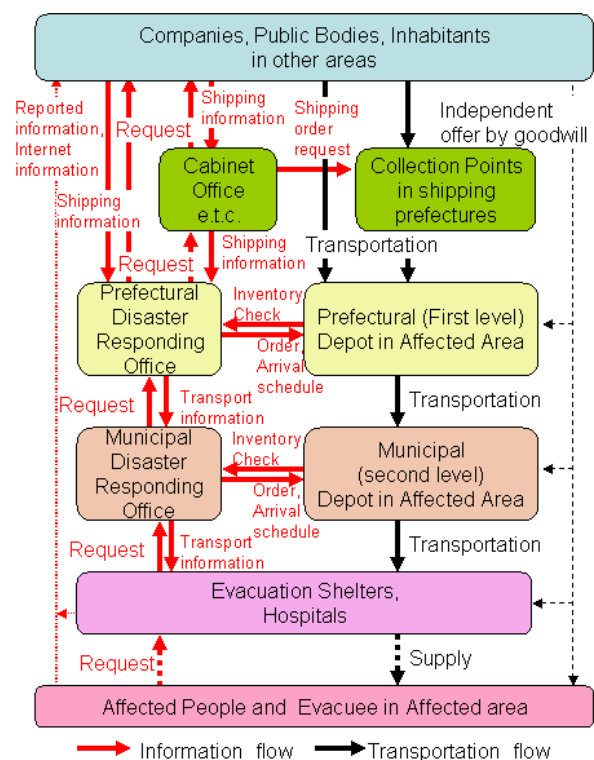 Companies, Public Bodies, Inhabitants
in other areas
Reported
information,
Internet
information
Request
Shipping
information
Shipping
order
request
Independent
offer by goodwill
Cabinet
Office
e.t.c.
Collection Points
in shipping
prefectures
Shipping
information
Request
Shipping
information
Transportation
Prefectural
Disaster
Responding
Office
Inventory
Check
Order,
Arrival
schedule
Prefectural (First level)
Depot in Affected Area
Request
Transport
information
Transportation
Municipal
Disaster
Responding
Office
Inventory
Check
Order,
Arrival
schedule
Municipal
(second level)
Depot in Affected Area
Request
Transport
information
Transportation
Evacuation Shelters,
Hospitals
Request
Supply
Affected People and Evacuee in Affected area
Information flow
Transportation flow